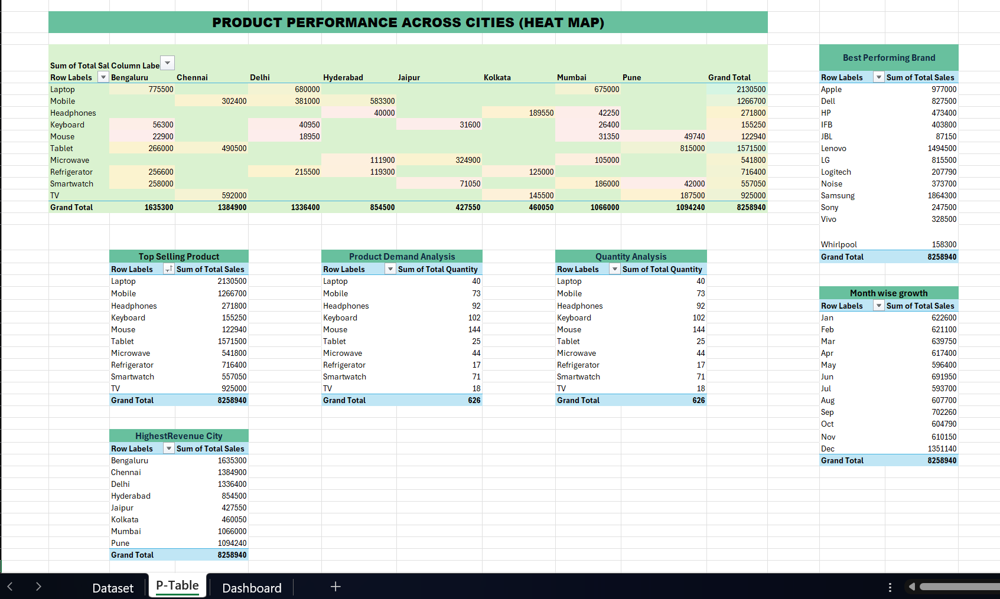 PRODUCT PERFORMANCE ACROSS CITIES (HEAT MAP)
Sum of Total Sal Column Labe
Row Labels Bengaluru Chennai Delhi Hyderabad Jaipur Kolkata Mumbai Pune Grand Total
Laptop 775500 680000 675000 2130500
Mobile 302400 381000 583300 1266700
Headphones 40000 189550 42250 271800
Keyboard 56300 40950 31600 26400 155250
Mouse 22900 18950 31350 49740 122940
Tablet 266000 490500 815000 1571500
Microwave 111900 324900 105000 541800
Refrigerator 256600 215500 119300 125000 716400
Smartwatch 258000 71050 186000 42000 557050
TV 592000 145500 187500 925000
Grand Total 1635300 1384900 1336400 854500 427550 460050 1066000 1094240 8258940
Best Performing Brand
Row Labels Sum of Total Sales
Apple 977000
Dell 827500
HP 473400
IFB 403800
JBL 87150
Lenovo 1494500
LG 815500
Logitech 207790
Noise 373700
Samsung 1864300
Sony 247500
Vivo 328500
Whirlpool 158300
Grand Total 8258940
Top Selling Product
Row Labels Sum of Total Sales
Laptop 2130500
Mobile 1266700
Headphones 271800
Keyboard 155250
Mouse 122940
Tablet 1571500
Microwave 541800
Refrigerator 716400
Smartwatch 557050
TV 925000
Grand Total 8258940
Product Demand Analysis
Row Labels Sum of Total Quantity
Laptop 40
Mobile 73
Headphones 92
Keyboard 102
Mouse 144
Tablet 25
Microwave 44
Refrigerator 17
Smartwatch 71
TV 18
Grand Total 626
Quantity Analysis
Row Labels Sum of Total Quantity
Laptop 40
Mobile 73
Headphones 92
Keyboard 102
Mouse 144
Tablet 25
Microwave 44
Refrigerator 17
Smartwatch 71
TV 18
Grand Total 626
Month wise growth
Row Labels Sum of Total Sales
Jan 622600
Feb 621100
Mar 639750
Apr 617400
May 596400
Jun 691950
Jul 593700
Aug 607700
Sep 702260
Oct 604790
Nov 610150
Dec 1351140
Grand Total 8258940
HighestRevenue City
Row Labels Sum of Total Sales
Bengaluru 1635300
Chennai 1384900
Delhi 1336400
Hyderabad 854500
Jaipur 427550
Kolkata 460050
Mumbai 1066000
Pune 1094240
Grand Total 8258940
Dataset P-Table Dashboard